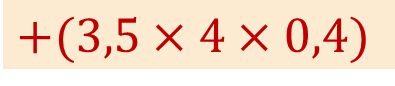 +(3,5 × 4 × 0,4)